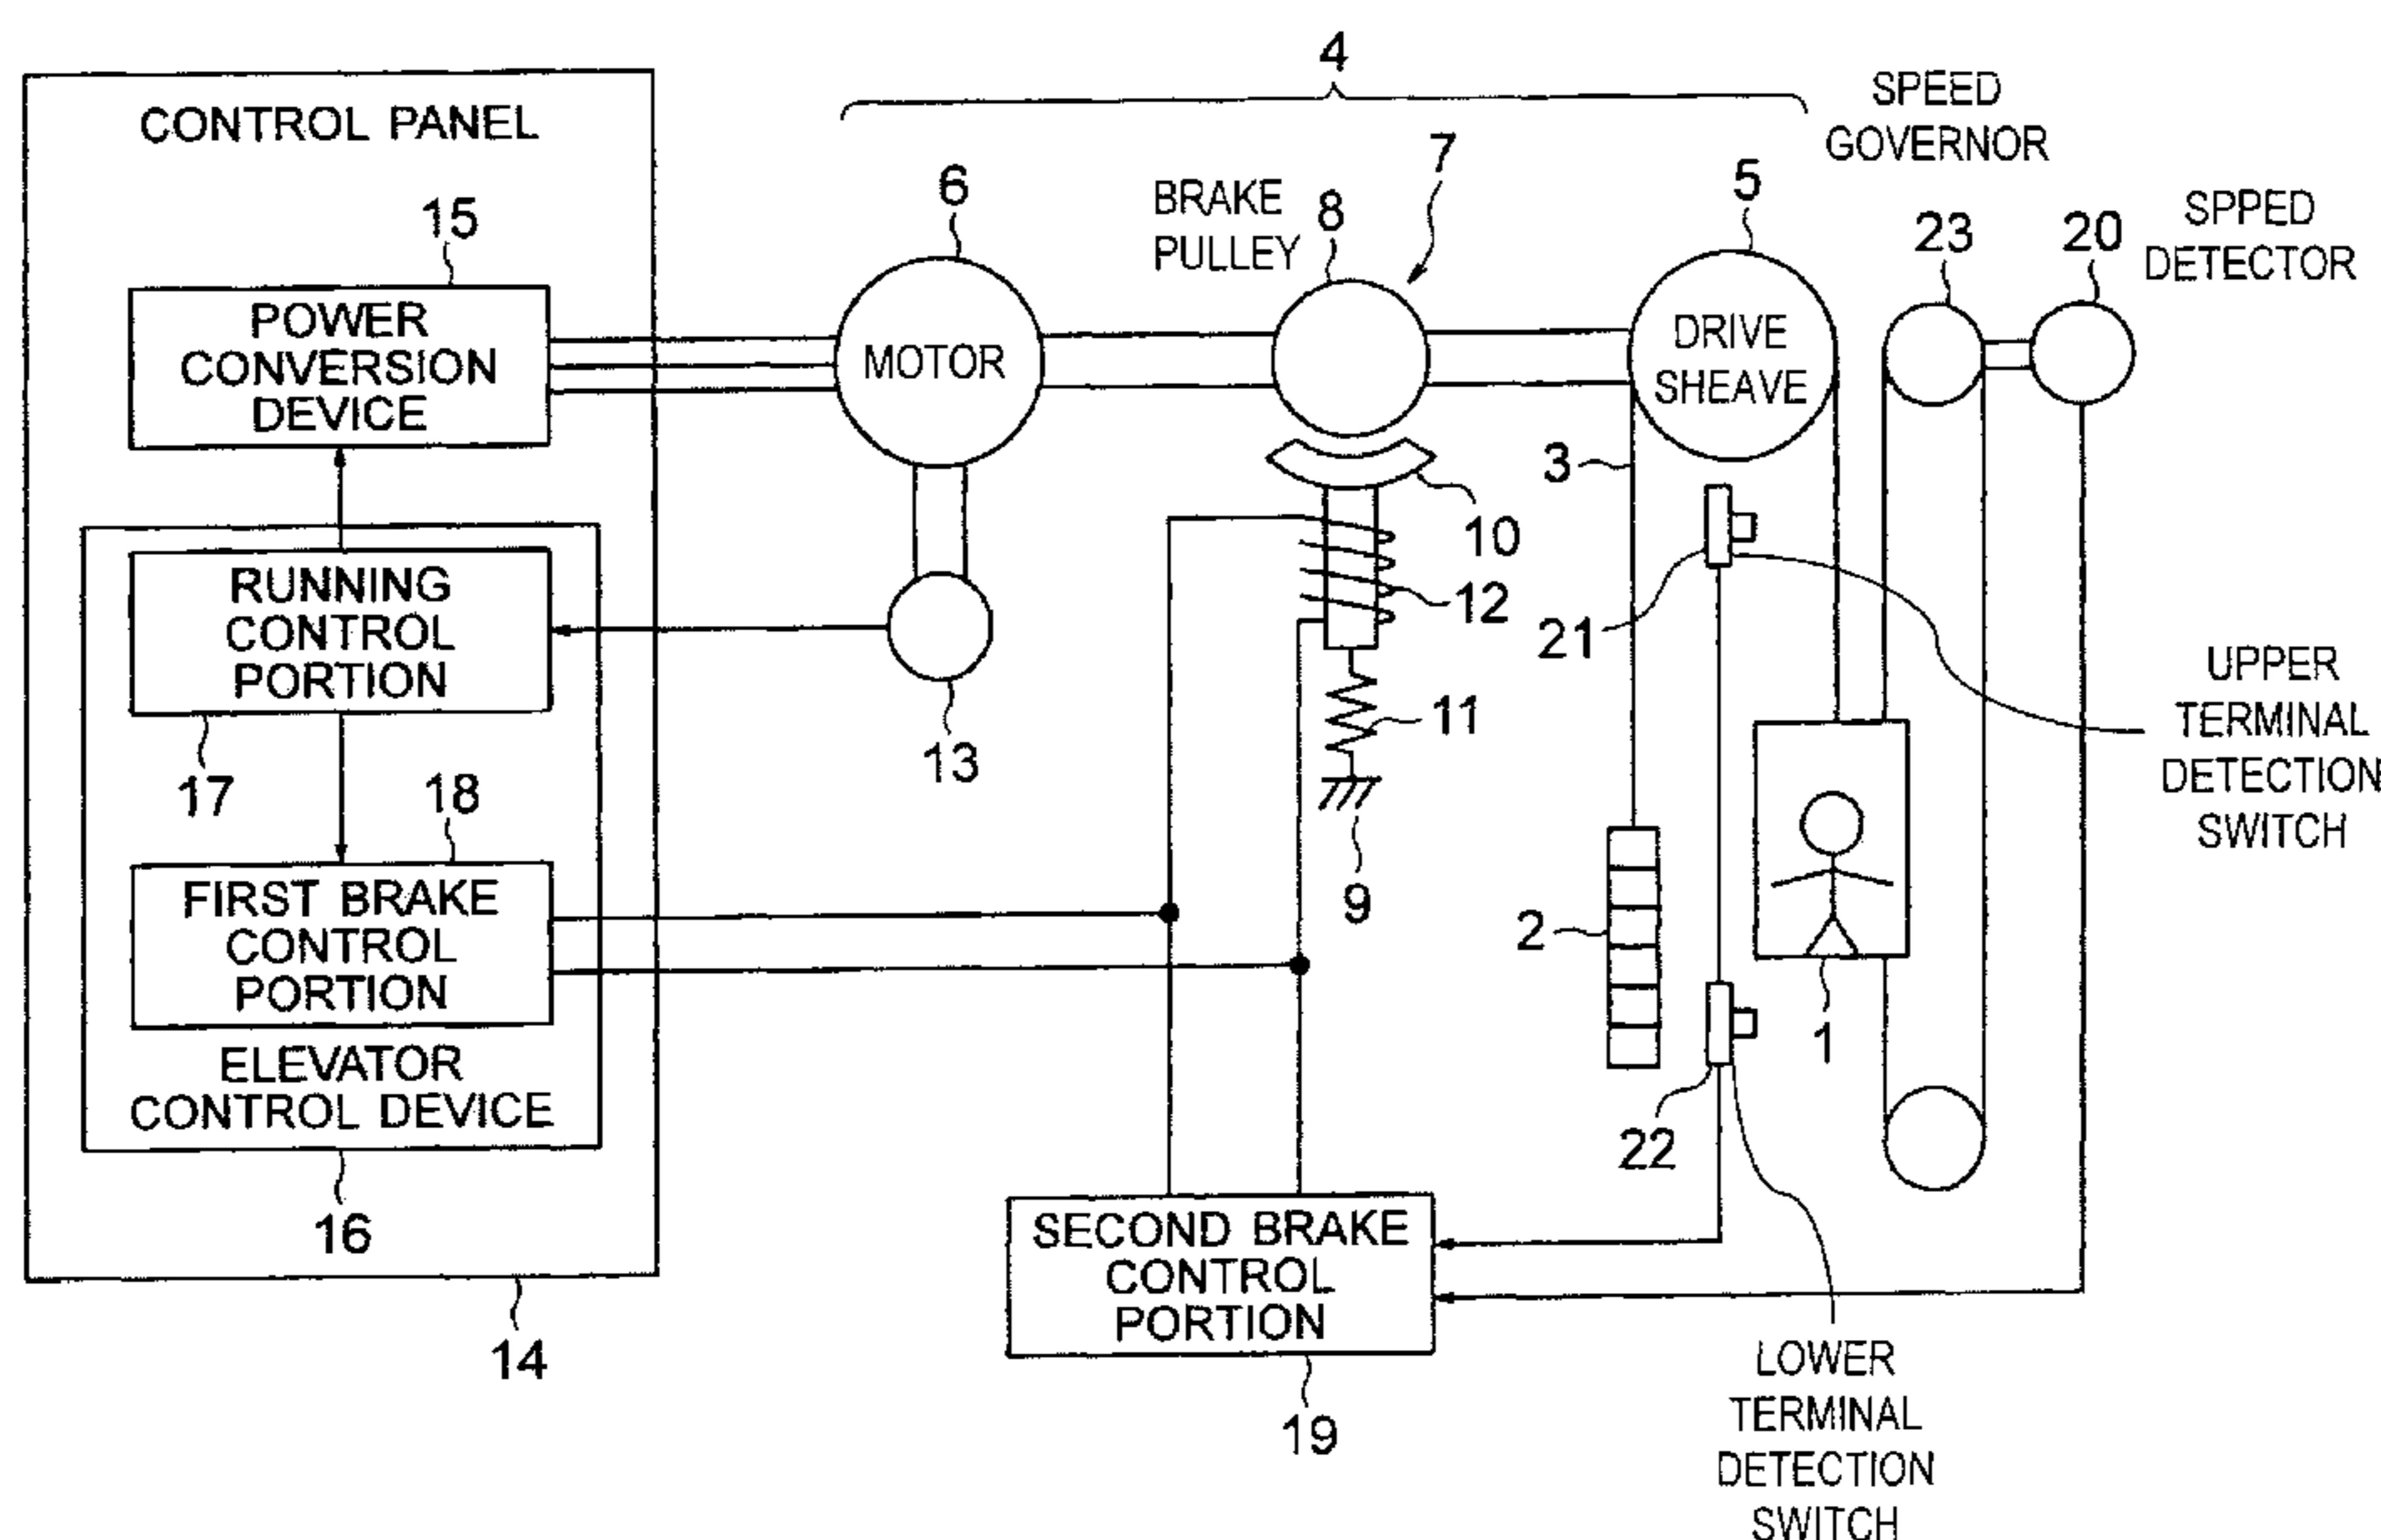 4
SPEED
GOVERNOR
CONTROL PANEL
7
6
BRAKE
PULLEY
8
5
SPPED
DETECTOR
23
20
15
POWER
CONVERSION
DEVICE
MOTOR
DRIVE
SHEAVE
3
10
12
21
RUNNING
CONTROL
PORTION
UPPER
TERMINAL
DETECTION
SWITCH
11
13
17
18
9
2
1
FIRST BRAKE
CONTROL
PORTION
ELEVATOR
CONTROL DEVICE
22
16
SECOND BRAKE
CONTROL
PORTION
14
19
LOWER
TERMINAL
DETECTION
SWITCH